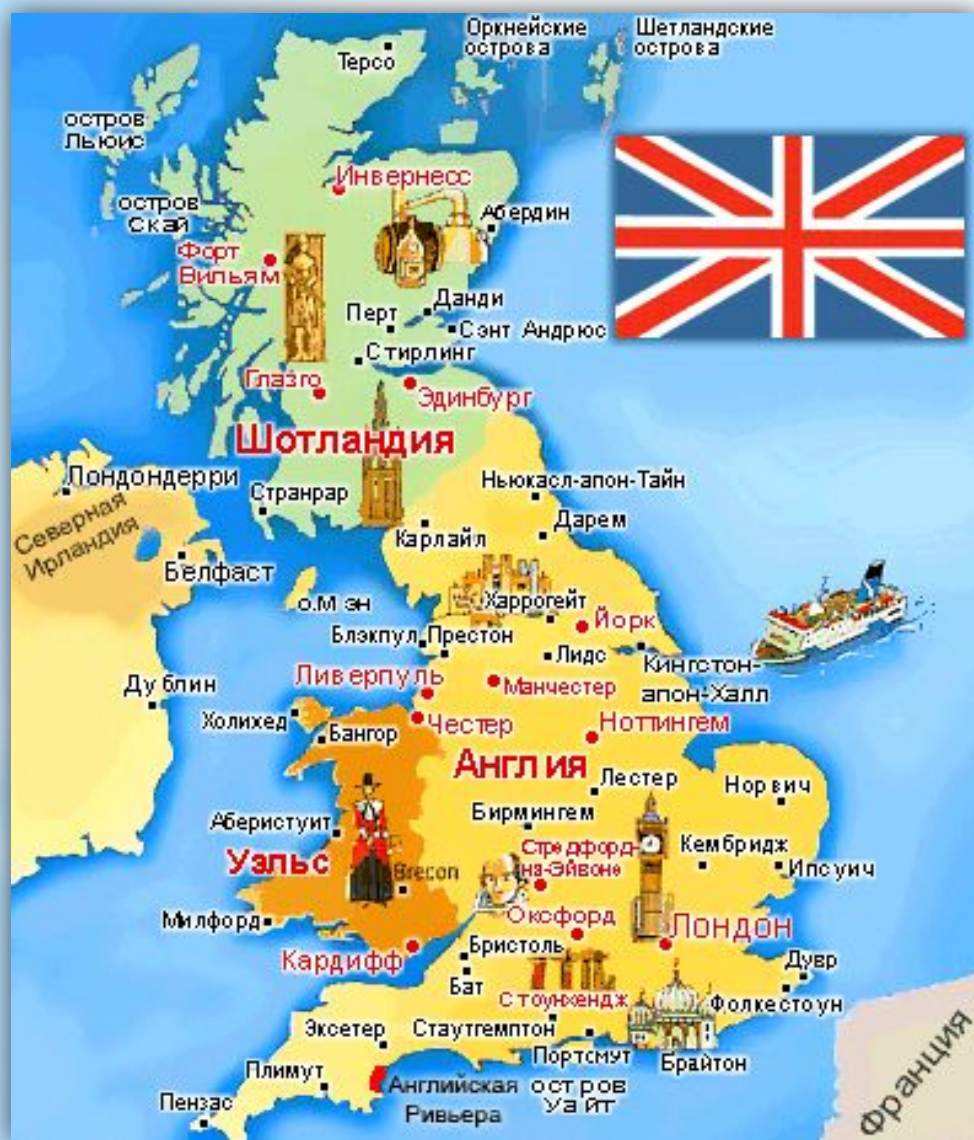 Оркнейские
острова
Шетландские
острова
Терсо
остров
Льюис
Инвернесс
остров
Скай
Абердин
Форт
Вильям
Данди
Перт
Сэнт Андрюс
Стирлинг
Глазго
Эдинбург
Шотландия
Лондондерри
Странрар
Ньюкасл-апон-Тайн
Северная
Ирландия
Карлайл
Дарем
Белфаст
о.Мэн
Харрогейт
Йорк
Блэкпул
Престон
Лидс
Кингстон-
апон-Халл
Ливерпуль
Манчестер
Дублин
Холихед
Честер
Бангор
Ноттингем
Англия
Лестер
Норвич
Аберистуит
Бирмингем
Уэльс
Стредфорд-
на-Эйвоне
Кембридж
Ипсуич
Brecon
Милфорд
Оксфорд
Лондон
Кардифф
Бристоль
Бат
Стоунхендж
Дувр
Фолкестоун
Эксетер
Стаутгемптон
Портсмут
Брайтон
Плимут
Английская
Ривьера
остров
Уайт
Пензас
Франция